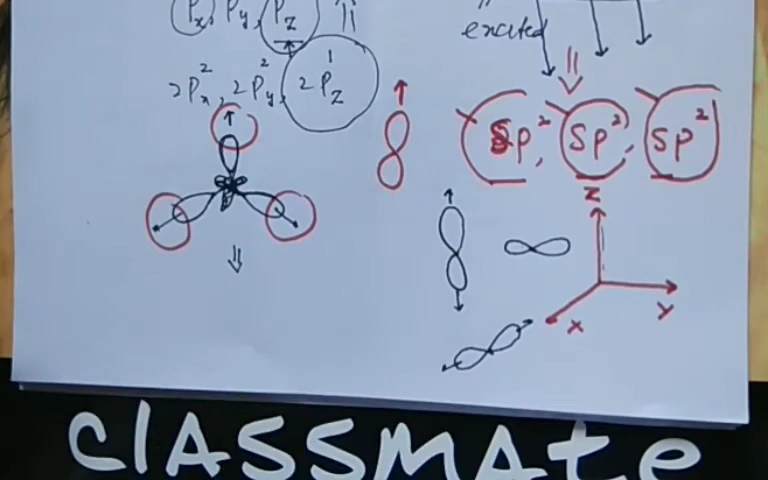 Px, Py, Pz
excited
2Px², 2Py², 2Pz¹
sp², sp², sp²
z
y
x
classmate